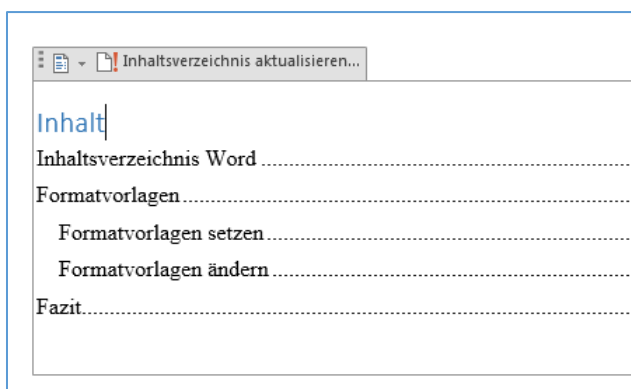 Inhaltsverzeichnis aktualisieren...
Inhalt
Inhaltsverzeichnis Word
Formatvorlagen
Formatvorlagen setzen
Formatvorlagen ändern
Fazit